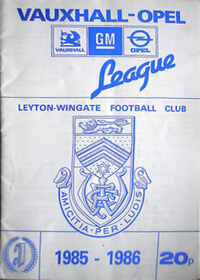 VAUXHALL-OPEL
VAUXHALL
GM
OPEL
League
LEYTON-WINGATE FOOTBALL CLUB
AMICITIA·PER·LUDIS
1985 - 1986
20p